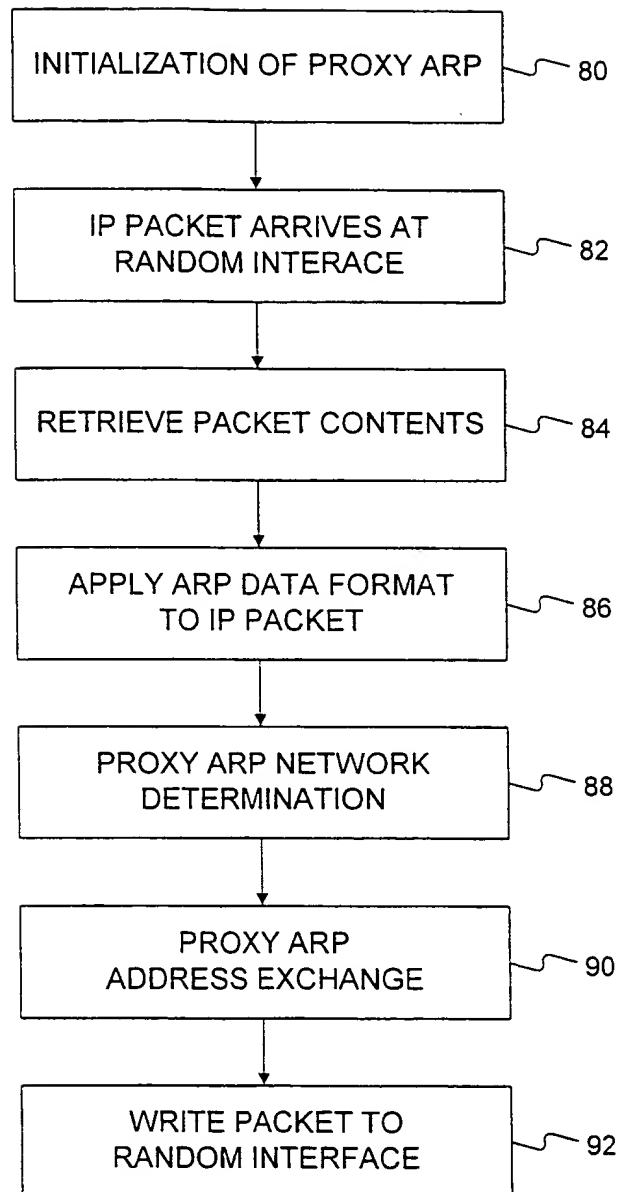 INITIALIZATION OF PROXY ARP
80
IP PACKET ARRIVES AT
RANDOM INTERACE
82
RETRIEVE PACKET CONTENTS
84
APPLY ARP DATA FORMAT
TO IP PACKET
86
PROXY ARP NETWORK
DETERMINATION
88
PROXY ARP
ADDRESS EXCHANGE
90
WRITE PACKET TO
RANDOM INTERFACE
92